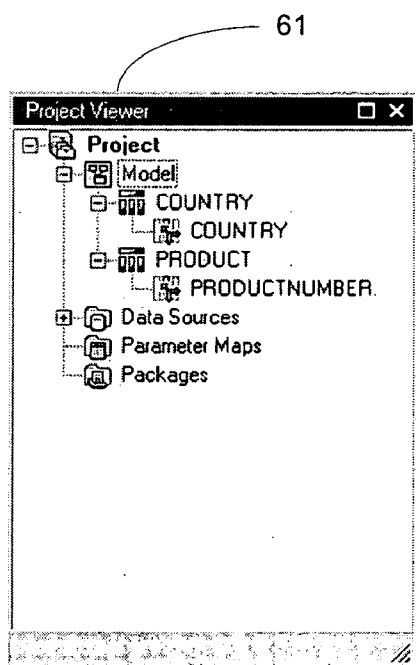 61
Project Viewer
Project
Model
COUNTRY
COUNTRY
PRODUCT
PRODUCTNUMBER
Data Sources
Parameter Maps
Packages